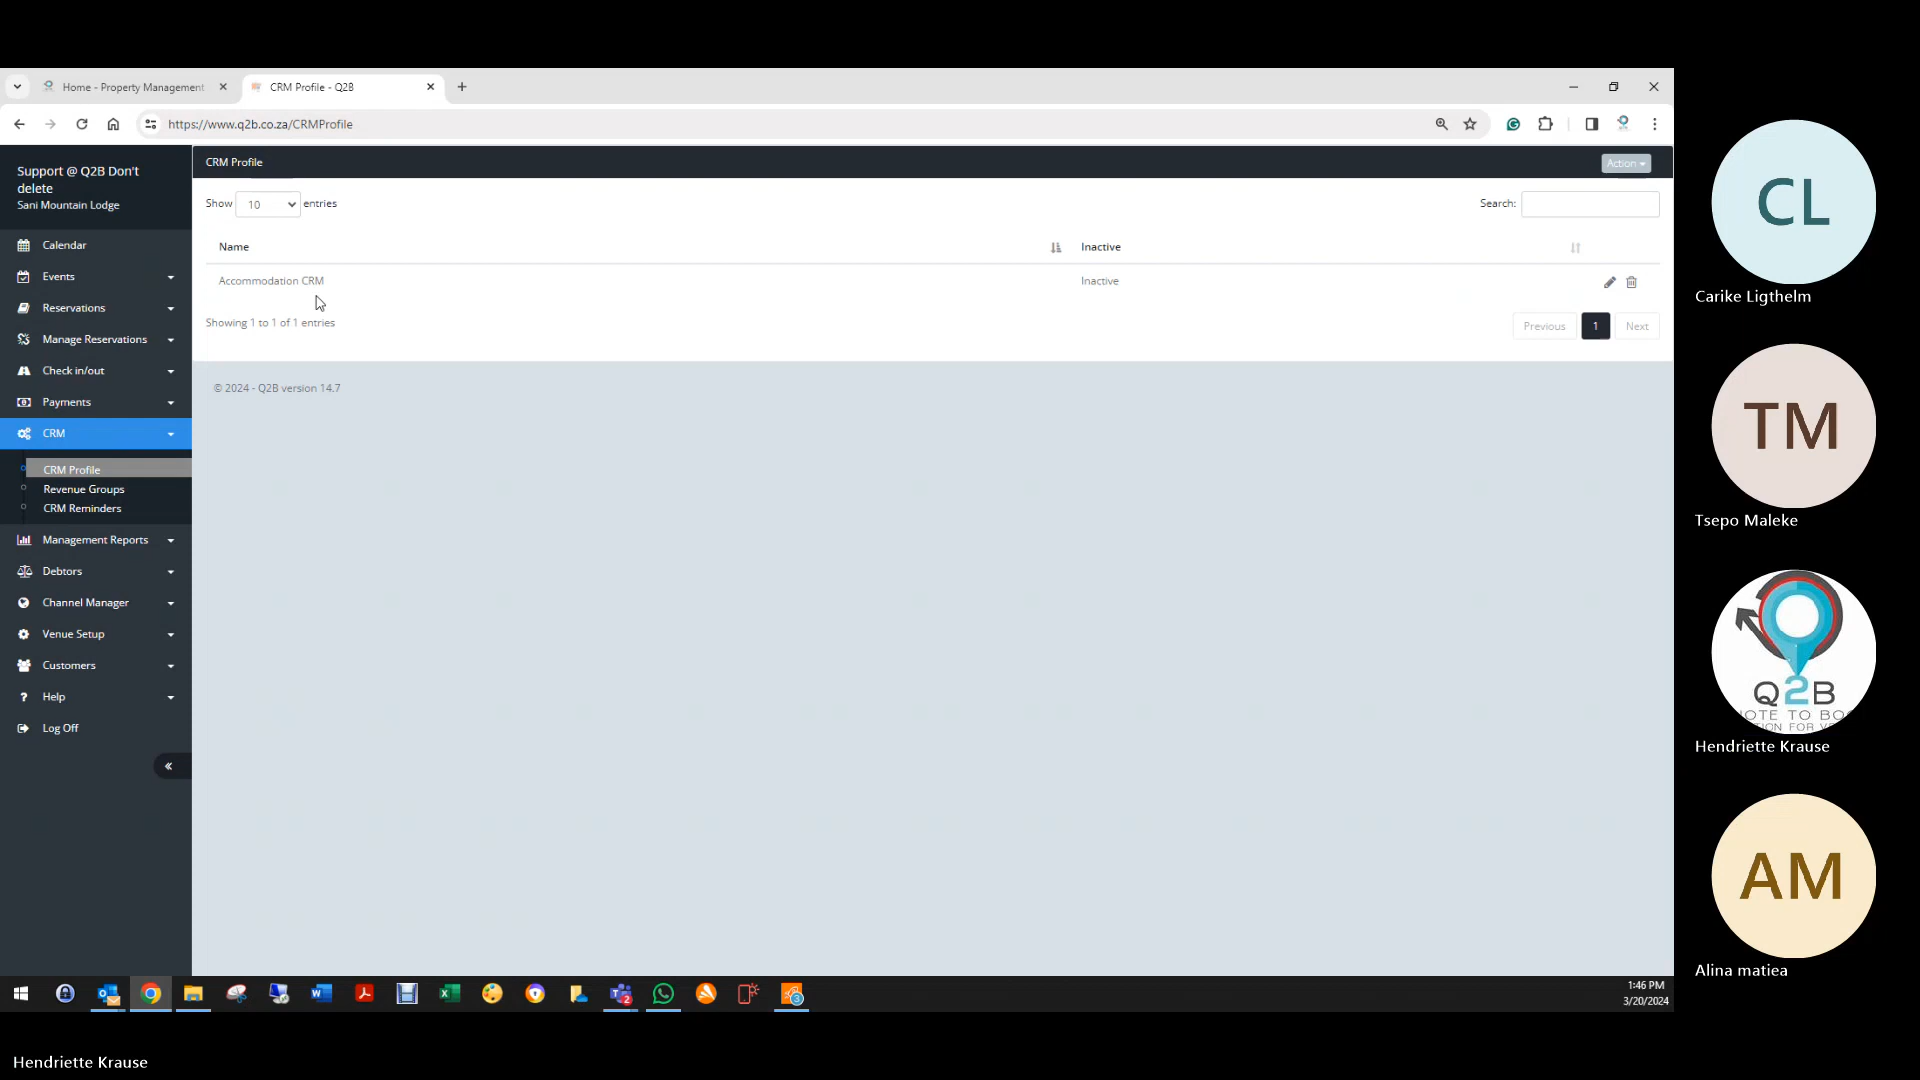 Home - Property Management
CRM Profile - Q2B
https://www.q2b.co.za/CRMProfile
Support @ Q2B Don't
delete
Sani Mountain Lodge
Calendar
Events
Reservations
Manage Reservations
Check in/out
Payments
CRM
CRM Profile
Revenue Groups
CRM Reminders
Management Reports
Debtors
Channel Manager
Venue Setup
Customers
Help
Log Off
CRM Profile
Action
Show 10 entries
Search:
Name
Inactive
Accommodation CRM
Inactive
Showing 1 to 1 of 1 entries
Previous 1 Next
© 2024 - Q2B version 14.7
1:46 PM
3/20/2024
CL
Carike Ligthelm
TM
Tsepo Maleke
Q2B
Hendriette Krause
AM
Alina matiea
Hendriette Krause